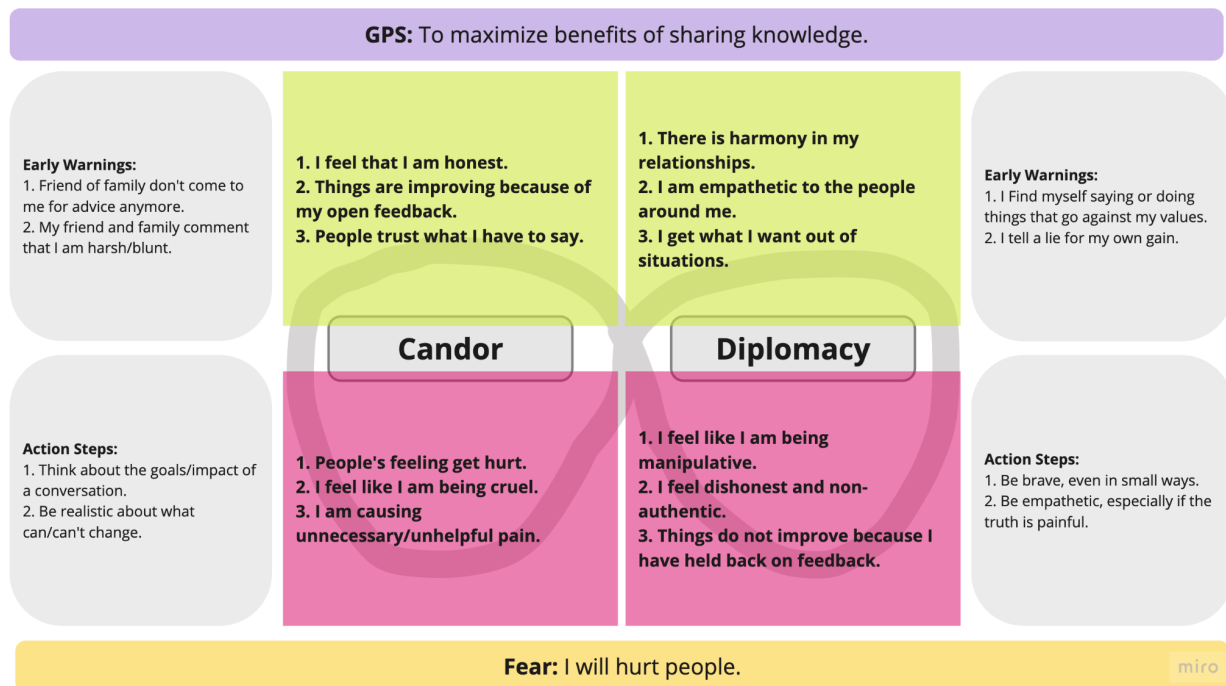 GPS: To maximize benefits of sharing knowledge.
Early Warnings:
1. Friend of family don't come to
me for advice anymore.
2. My friend and family comment
that I am harsh/blunt.
1. I feel that I am honest.
2. Things are improving because of
my open feedback.
3. People trust what I have to say.
1. There is harmony in my
relationships.
2. I am empathetic to the people
around me.
3. I get what I want out of
situations.
Early Warnings:
1. I Find myself saying or doing
things that go against my values.
2. I tell a lie for my own gain.
Candor
Diplomacy
Action Steps:
1. Think about the goals/impact of
a conversation.
2. Be realistic about what
can/can't change.
1. People's feeling get hurt.
2. I feel like I am being cruel.
3. I am causing
unnecessary/unhelpful pain.
1. I feel like I am being
manipulative.
2. I feel dishonest and non-
authentic.
3. Things do not improve because I
have held back on feedback.
Action Steps:
1. Be brave, even in small ways.
2. Be empathetic, especially if the
truth is painful.
Fear: I will hurt people.
miro